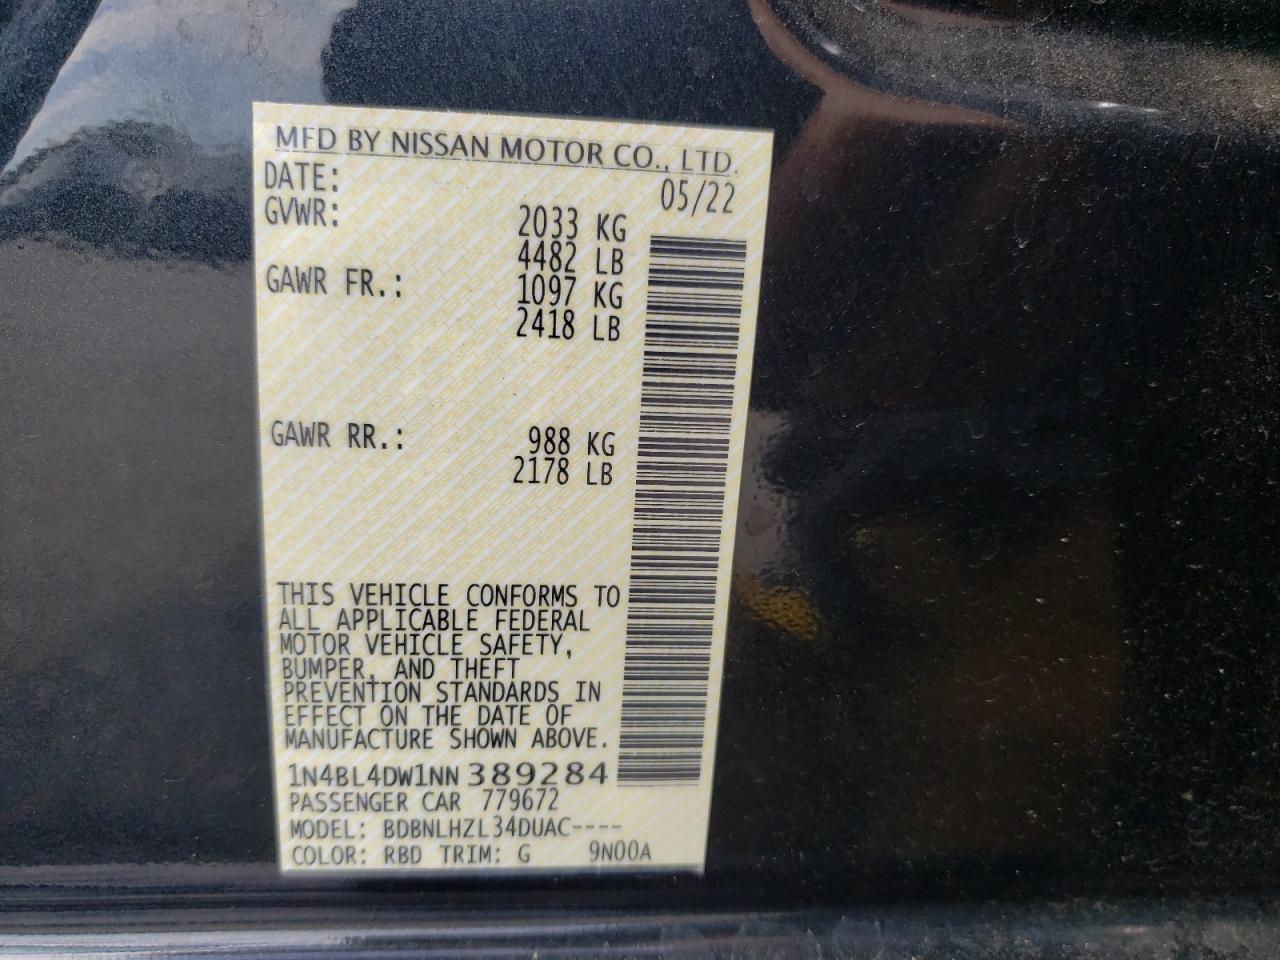 MFD BY NISSAN MOTOR CO., LTD.
DATE: 05/22
GVWR: 2033 KG
4482 LB
GAWR FR.: 1097 KG
2418 LB
GAWR RR.: 988 KG
2178 LB
THIS VEHICLE CONFORMS TO
ALL APPLICABLE FEDERAL
MOTOR VEHICLE SAFETY,
BUMPER, AND THEFT
PREVENTION STANDARDS IN
EFFECT ON THE DATE OF
MANUFACTURE SHOWN ABOVE.
1N4BL4DW1NN389284
PASSENGER CAR 779672
MODEL: BDBNLHZL34DUAC----
COLOR: RBD TRIM: G 9N00A